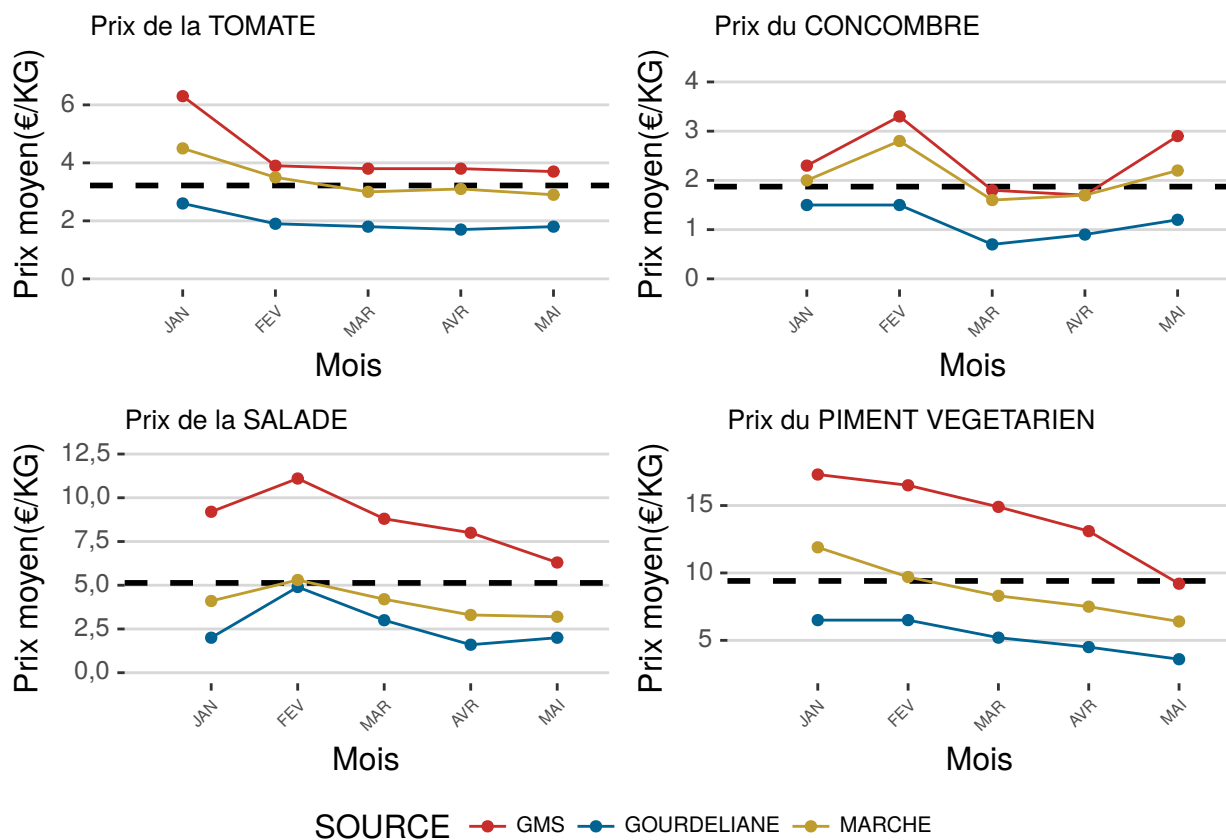 Prix de la TOMATE
Prix moyen(€/KG)
6
4
2
0
JAN
FEV
MAR
AVR
MAI
Mois
Prix du CONCOMBRE
Prix moyen(€/KG)
4
3
2
1
0
JAN
FEV
MAR
AVR
MAI
Mois
Prix de la SALADE
Prix moyen(€/KG)
12,5
10,0
7,5
5,0
2,5
0,0
JAN
FEV
MAR
AVR
MAI
Mois
Prix du PIMENT VEGETARIEN
Prix moyen(€/KG)
15
10
5
JAN
FEV
MAR
AVR
MAI
Mois
SOURCE GMS GOURDELIANE MARCHE